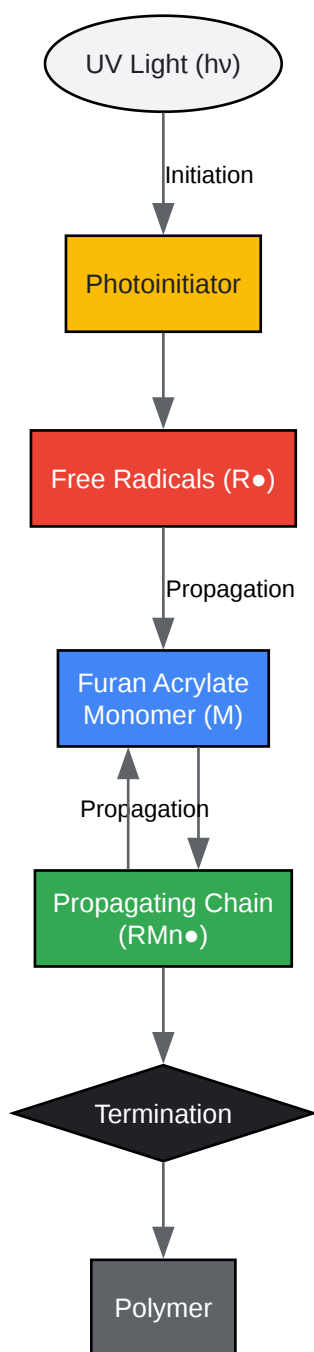 UV Light (hν)
Initiation
Photoinitiator
Free Radicals (R●)
Propagation
Furan Acrylate
Monomer (M)
Propagation
Propagating Chain
(RMn●)
Termination
Polymer